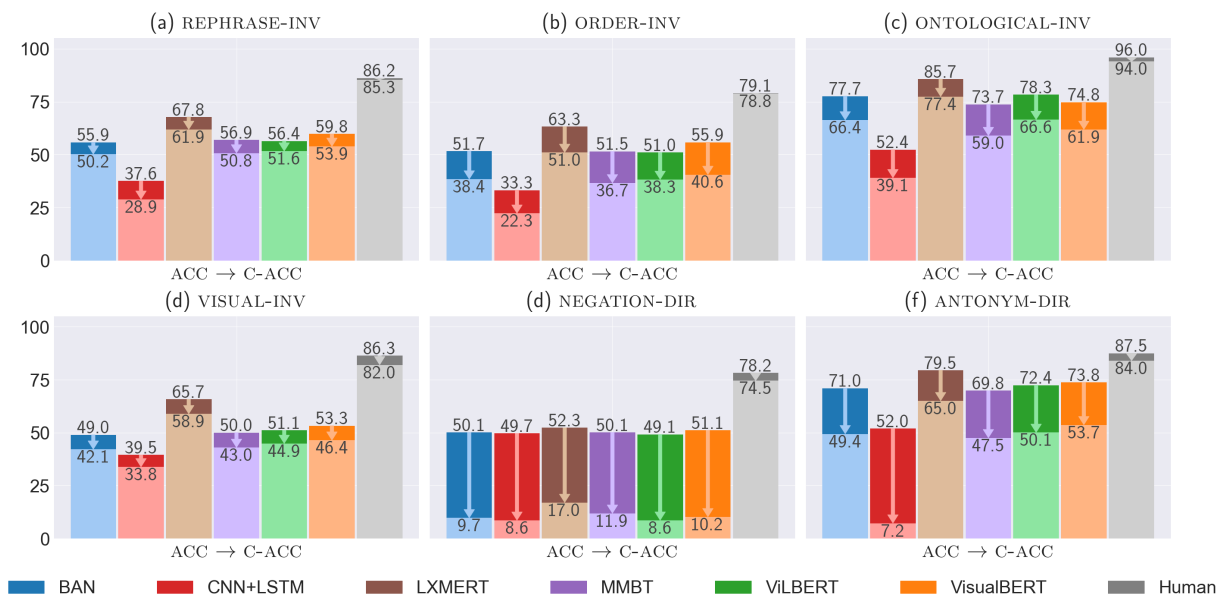 (a) REPHRASE-INV
(b) ORDER-INV
(c) ONTOLOGICAL-INV
100
75
50
25
0
55.9 37.6 67.8 56.9 56.4 59.8 86.2
50.2 28.9 61.9 50.8 51.6 53.9 85.3
ACC → C-ACC
51.7 33.3 63.3 51.5 51.0 55.9 79.1
38.4 22.3 51.0 36.7 38.3 40.6 78.8
ACC → C-ACC
77.7 52.4 85.7 73.7 78.3 74.8 96.0
66.4 39.1 77.4 59.0 66.6 61.9 94.0
ACC → C-ACC
(d) VISUAL-INV
(d) NEGATION-DIR
(f) ANTONYM-DIR
100
75
50
25
0
49.0 39.5 65.7 50.0 51.1 53.3 86.3
42.1 33.8 58.9 43.0 44.9 46.4 82.0
ACC → C-ACC
50.1 49.7 52.3 50.1 49.1 51.1 78.2
9.7 8.6 17.0 11.9 8.6 10.2 74.5
ACC → C-ACC
71.0 52.0 79.5 69.8 72.4 73.8 87.5
49.4 7.2 65.0 47.5 50.1 53.7 84.0
ACC → C-ACC
BAN CNN+LSTM LXMERT MMBT ViLBERT VisualBERT Human